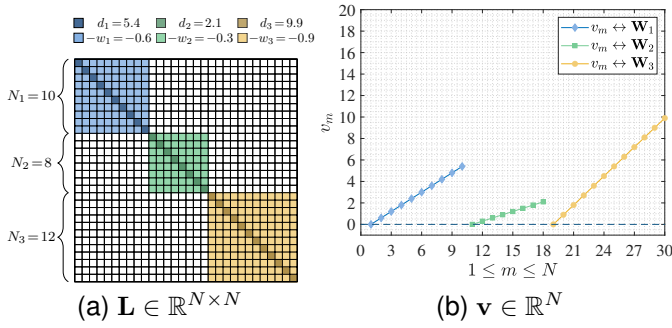 d₁=5.4 d₂=2.1 d₃=9.9
−w₁=−0.6 −w₂=−0.3 −w₃=−0.9
N₁=10
N₂=8
N₃=12
(a) L ∈ ℝ^{N×N}
20
18
16
14
12
10
8
6
4
2
0
v_m
v_m ↔ W₁
v_m ↔ W₂
v_m ↔ W₃
0 3 6 9 12 15 18 21 24 27 30
1 ≤ m ≤ N
(b) v ∈ ℝ^N